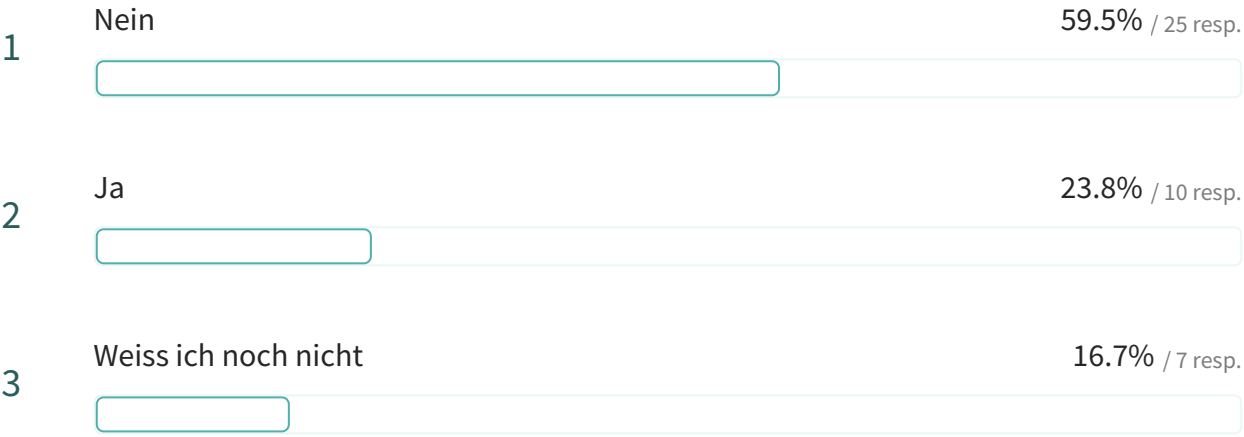 1 Nein 59.5% / 25 resp.
2 Ja 23.8% / 10 resp.
3 Weiss ich noch nicht 16.7% / 7 resp.